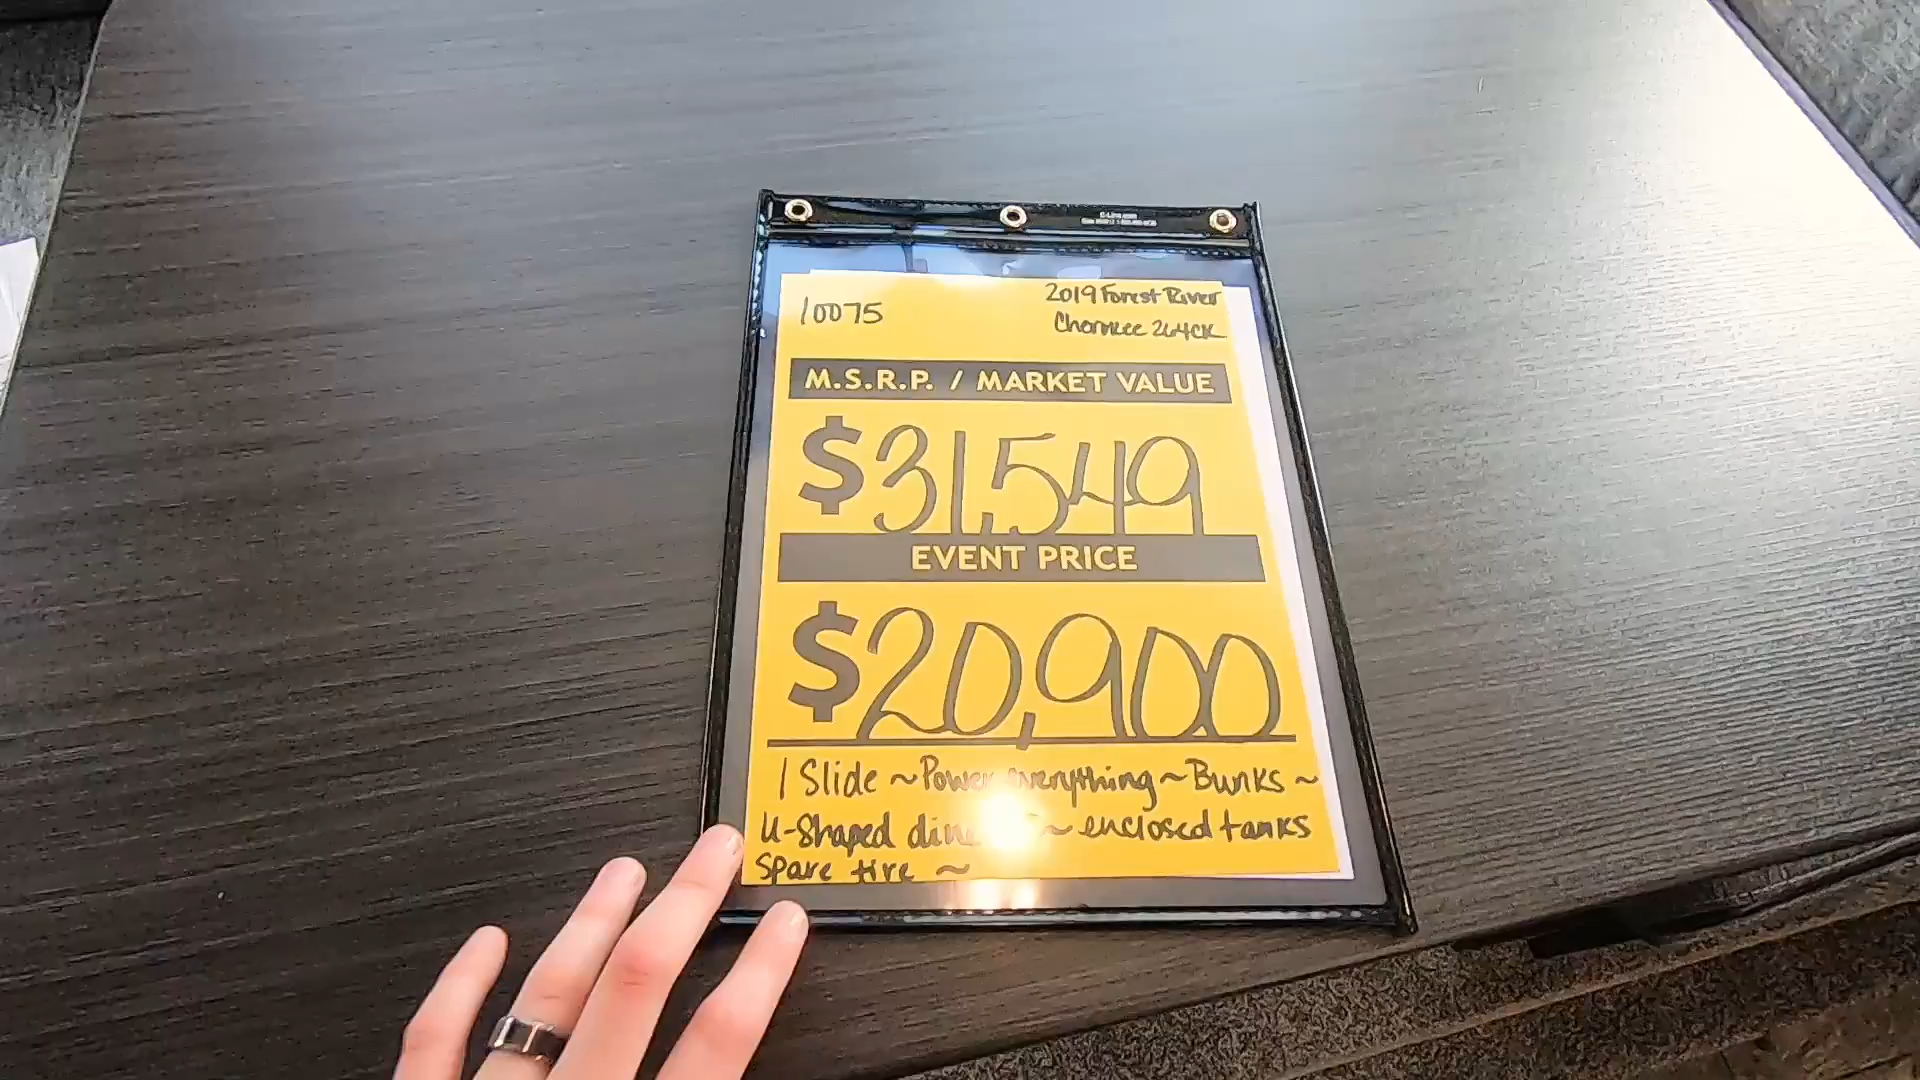 10075
2019 Forest River
Cherokee 264CK
M.S.R.P. / MARKET VALUE
$31,549
EVENT PRICE
$20,900
1 Slide ~ Power everything ~ Bunks ~
U-Shaped ~ enclosed tanks
Spare tire ~